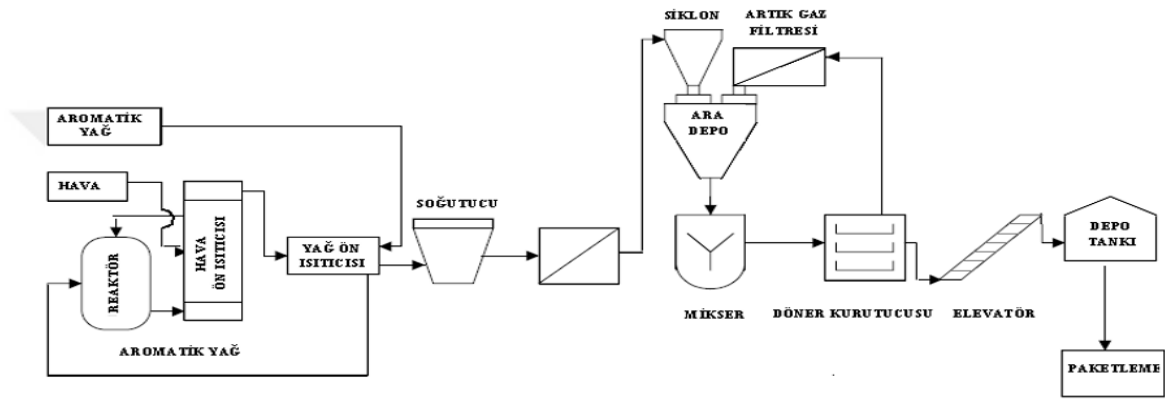 SİKLON
ARTIK GAZ
FİLTRESİ
AROMATİK
YAĞ
ARA
DEPO
HAVA
SOĞUTUCU
HAVA
ÖN ISITICISI
YAĞ ÖN
ISITICISI
REAKTÖR
DEPO
TANKI
MİKSER
DÖNER KURUTUCUSU
ELEVATÖR
AROMATİK YAĞ
PAKETLEME